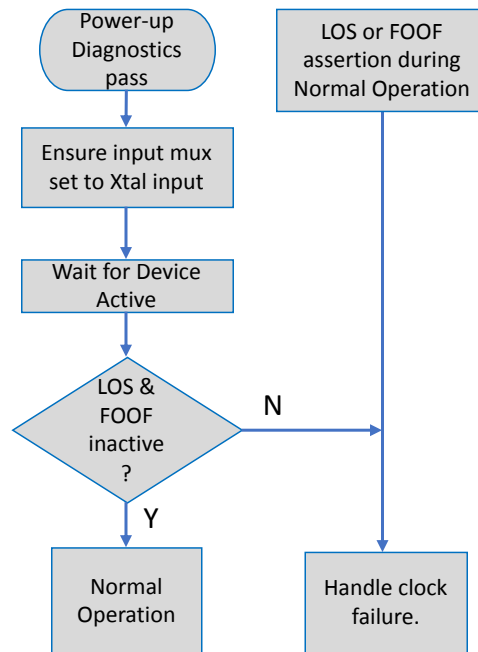 Power-up
Diagnostics
pass
LOS or FOOF
assertion during
Normal Operation
Ensure input mux
set to Xtal input
Wait for Device
Active
LOS &
FOOF
inactive
?
N
Y
Normal
Operation
Handle clock
failure.